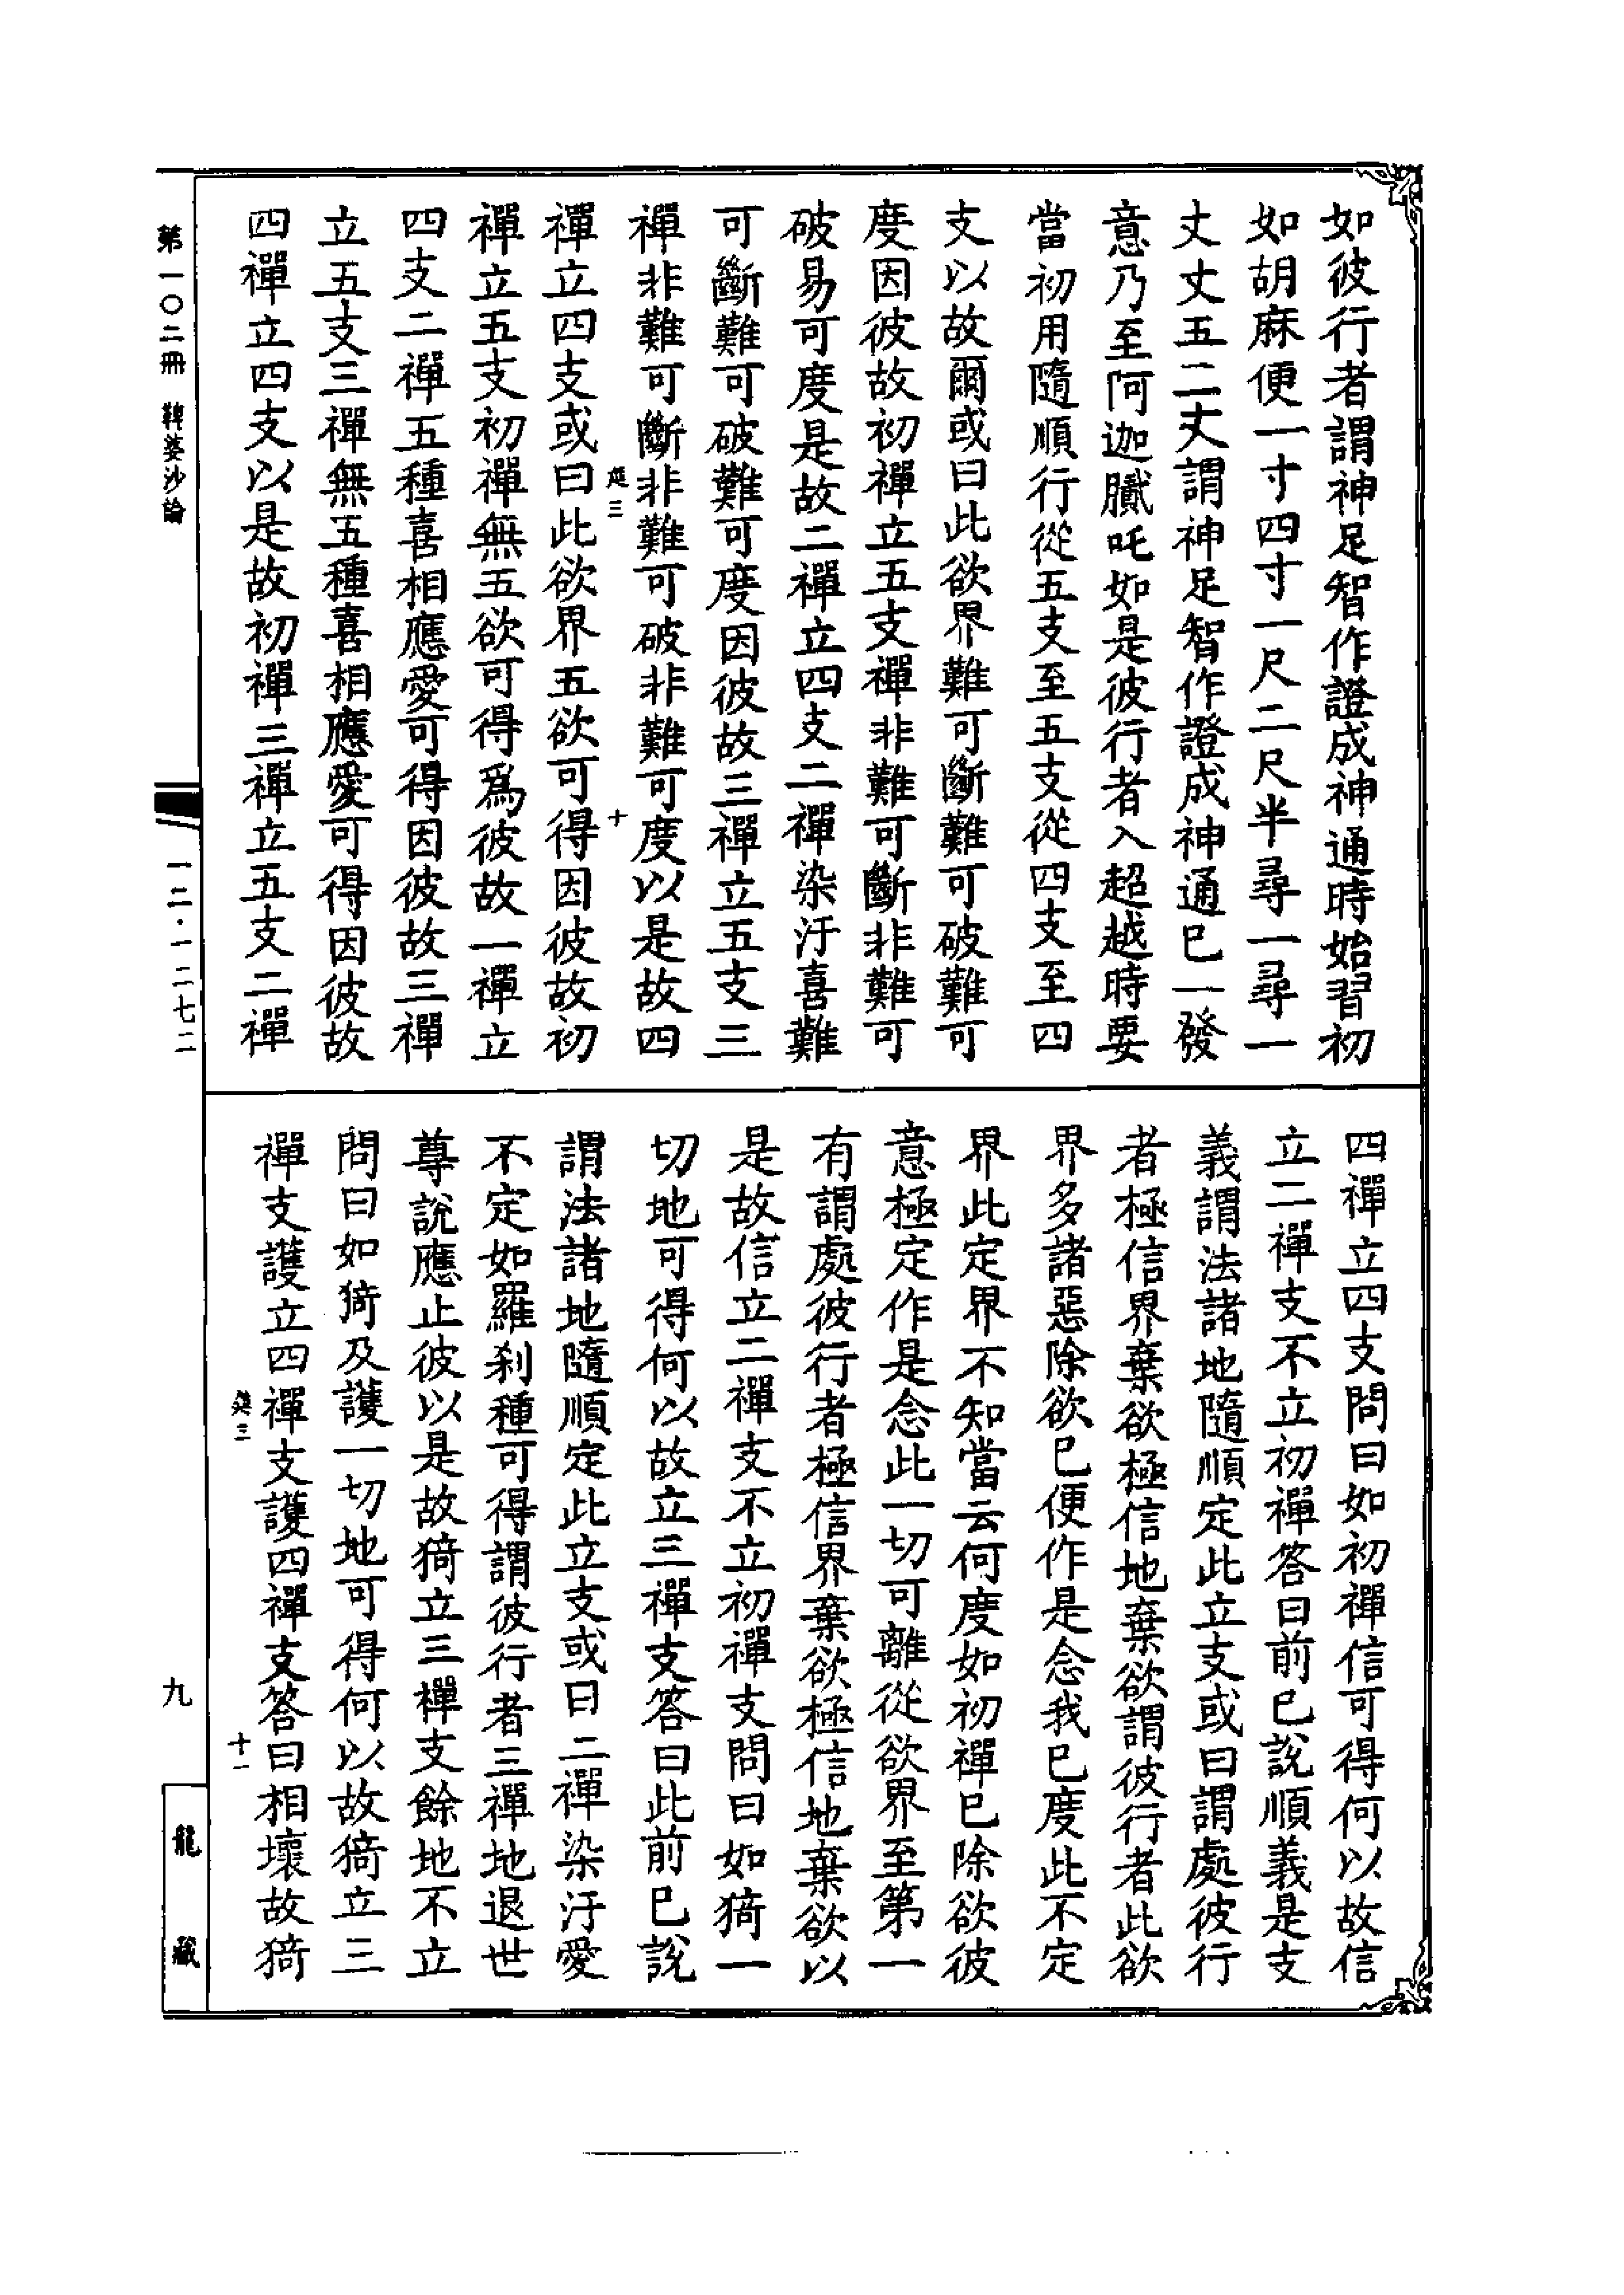 如彼行者謂神足智作證成神通時始習初
如胡麻便一寸四寸一尺二尺半尋一尋一
丈丈五二丈謂神足智作證成神通已一發
意乃至阿迦膩吒如是彼行者入超越時要
當初用隨順行從五支至五支從四支至四
支以故爾或曰此欲界難可斷難可破難可
度因彼故初禪立五支禪非難可斷非難可
破易可度是故二禪立四支二禪染汙喜難
可斷難可破難可度因彼故三禪立五支三
禪非難可斷非難可破非難可度以是故四
禪立四支或曰此欲界五欲可得因彼故初
禪立五支初禪無五欲可得爲彼故一禪立
四支二禪五種喜相應愛可得因彼故三禪
立五支三禪無五種喜相應愛可得因彼故
四禪立四支以是故初禪三禪立五支二禪
四禪立四支問曰如初禪信可得何以故信
立二禪支不立初禪答曰前已說順義是支
義謂法諸地隨順定此立支或曰謂處彼行
者極信界棄欲極信地棄欲謂彼行者此欲
界多諸惡除欲已便作是念我已度此不定
界此定界不知當云何度如初禪已除欲彼
意極定作是念此一切可離從欲界至第一
有謂處彼行者極信界棄欲極信地棄欲以
是故信立二禪支不立初禪支問曰如猗一
切地可得何以故立三禪支答曰此前已說
謂法諸地隨順定此立支或曰二禪染汙愛
不定如羅刹種可得謂彼行者三禪地退世
尊說應止彼以是故猗立三禪支餘地不立
問曰如猗及護一切地可得何以故猗立三
禪支護立四禪支護四禪支答曰相壞故猗
第一〇二冊 鞞婆沙論
一二·一二七二
九
龍藏
三
十
三
十一